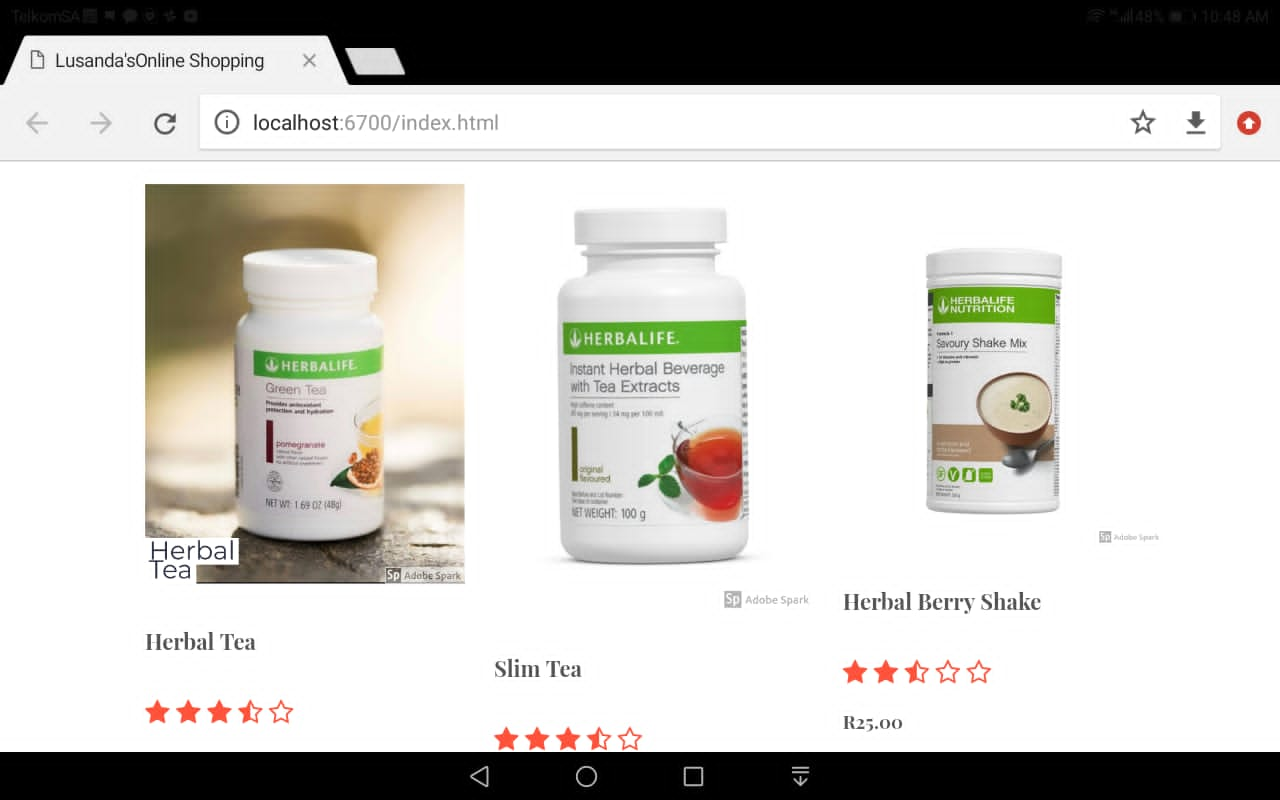 TelkomSA
48% 10:48 AM
Lusanda'sOnline Shopping
localhost:6700/index.html
HERBALIFE.
Green Tea
Provides antioxidant
protection and hydration
pomegranate
NET WT: 1.69 OZ (48g)
Herbal
Tea
Sp Adobe Spark
Herbal Tea
HERBALIFE.
Instant Herbal Beverage
with Tea Extracts
High caffeine content
original
flavoured
NET WEIGHT: 100 g
Sp Adobe Spark
Slim Tea
HERBALIFE
NUTRITION
Savoury Shake Mix
Sp Adobe Spark
Herbal Berry Shake
R25.00